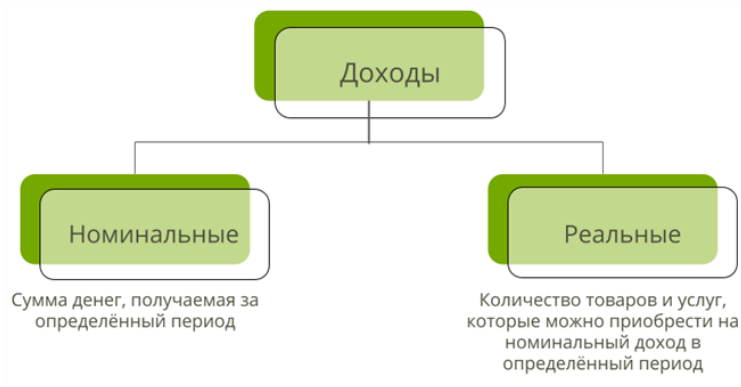 Доходы
Номинальные
Реальные
Сумма денег, получаемая за
определённый период
Количество товаров и услуг,
которые можно приобрести на
номинальный доход в
определённый период